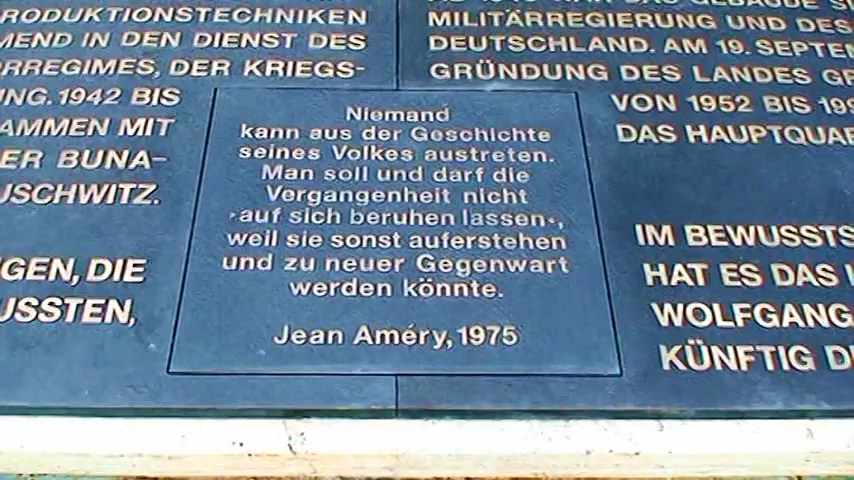 RODUKTIONSTECHNIKEN
MEND IN DEN DIENST DES
RREGIMES, DER KRIEGS-
NG. 1942 BIS
AMMEN MIT
ER BUNA-
USCHWITZ.
GEN, DIE
USSTEN,
Niemand
kann aus der Geschichte
seines Volkes austreten.
Man soll und darf die
Vergangenheit nicht
›auf sich beruhen lassen‹,
weil sie sonst auferstehen
und zu neuer Gegenwart
werden könnte.
Jean Améry, 1975
MILITÄRREGIERUNG UND DES
DEUTSCHLAND. AM 19. SEPTEM
GRÜNDUNG DES LANDES
VON 1952 BIS 199
DAS HAUPTQUAR
IM BEWUSSTS
HAT ES DAS
WOLFGANG
KÜNFTIG